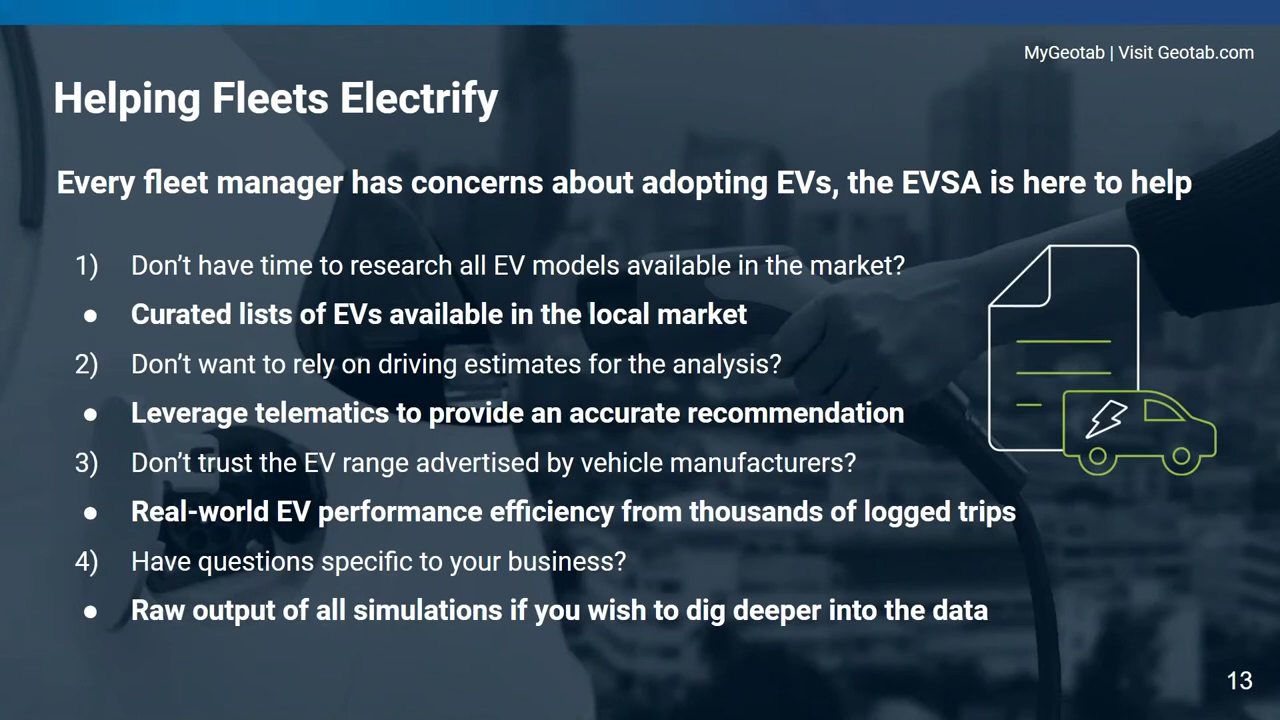 MyGeotab | Visit Geotab.com
Helping Fleets Electrify
Every fleet manager has concerns about adopting EVs, the EVSA is here to help
1) Don’t have time to research all EV models available in the market?
● Curated lists of EVs available in the local market
2) Don’t want to rely on driving estimates for the analysis?
● Leverage telematics to provide an accurate recommendation
3) Don’t trust the EV range advertised by vehicle manufacturers?
● Real-world EV performance efficiency from thousands of logged trips
4) Have questions specific to your business?
● Raw output of all simulations if you wish to dig deeper into the data
13